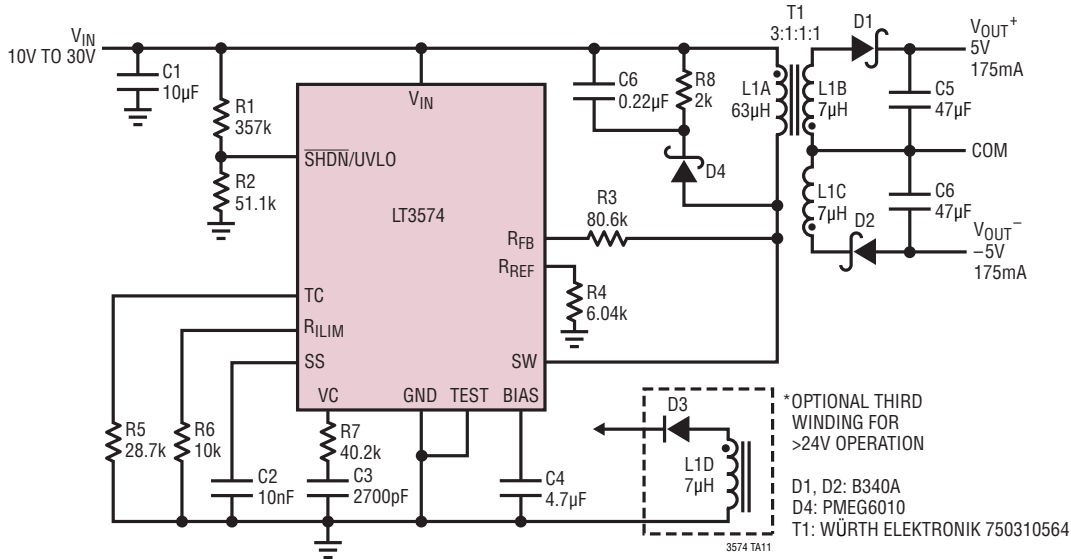 T1
3:1:1:1
D1
VIN
10V TO 30V
VOUT+
5V
175mA
C1
10µF
R1
357k
VIN
C6
0.22µF
R8
2k
L1A
63µH
L1B
7µH
C5
47µF
SHDN/UVLO
D4
COM
R2
51.1k
LT3574
R3
80.6k
L1C
7µH
D2
C6
47µF
VOUT–
–5V
175mA
RFB
RREF
R4
6.04k
TC
RILIM
SS
SW
VC
GND
TEST
BIAS
R5
28.7k
R6
10k
R7
40.2k
C2
10nF
C3
2700pF
C4
4.7µF
D3
L1D
7µH
*OPTIONAL THIRD
WINDING FOR
>24V OPERATION
D1, D2: B340A
D4: PMEG6010
T1: WÜRTH ELEKTRONIK 750310564
3574 TA11